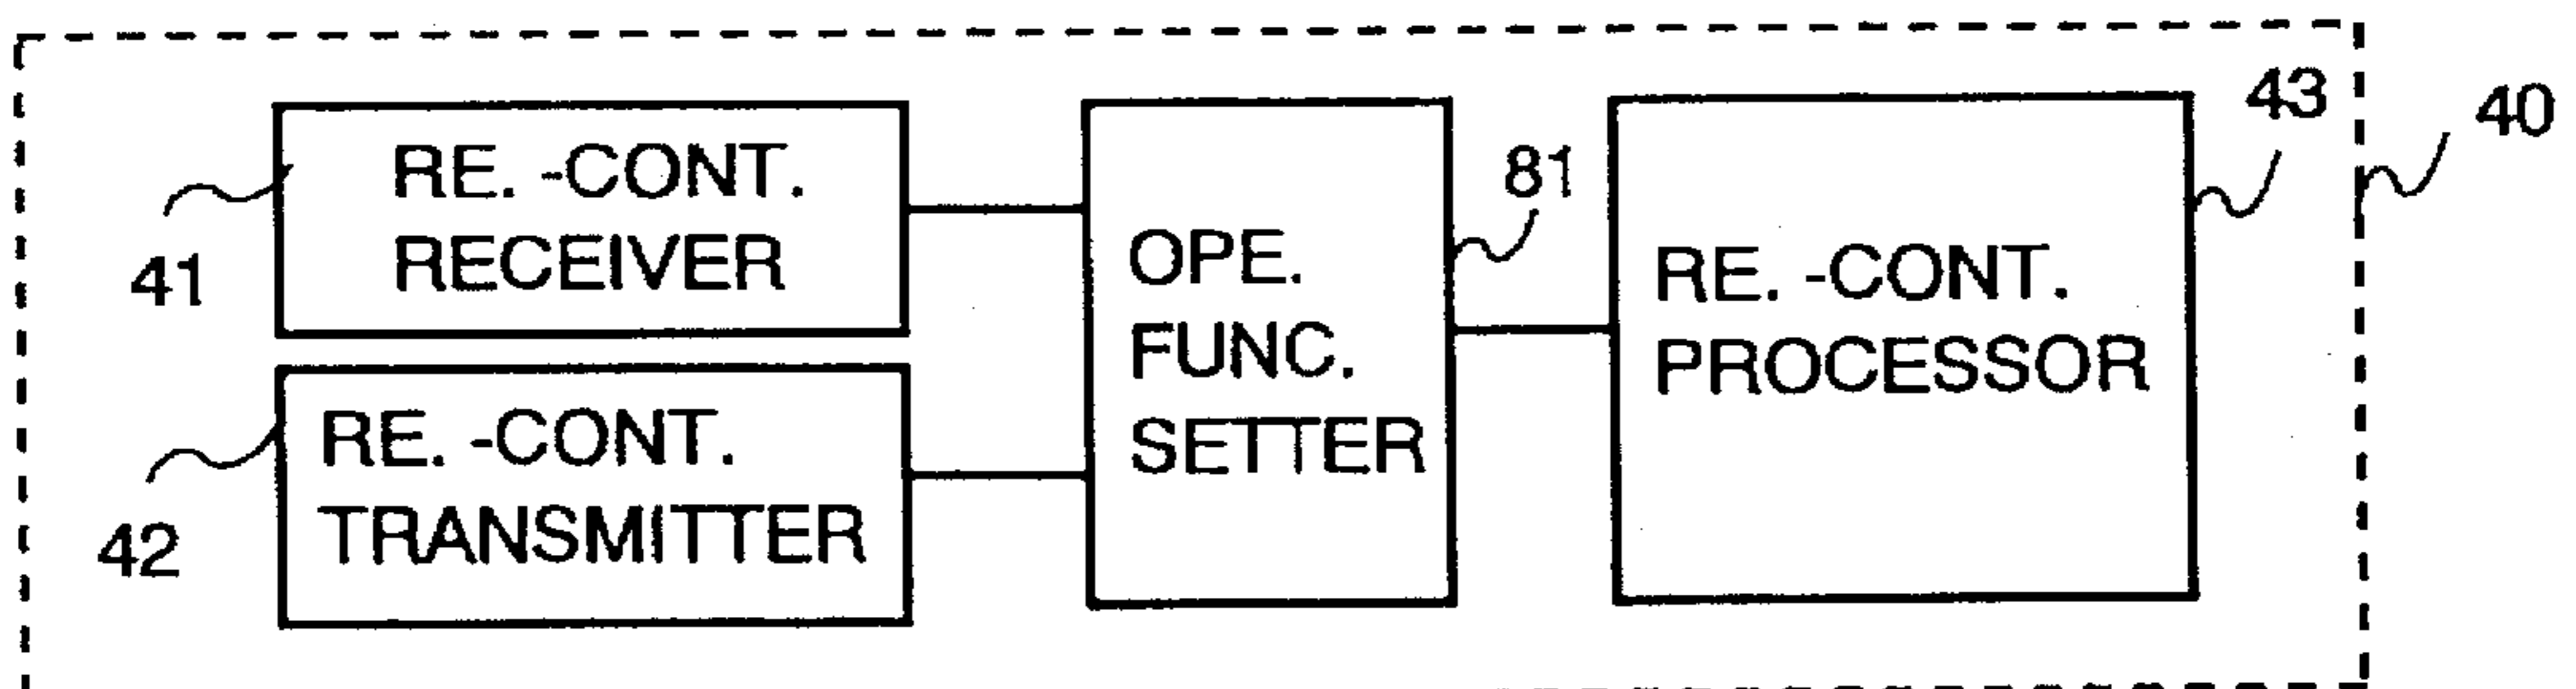 RE. -CONT.
RECEIVER
41
RE. -CONT.
TRANSMITTER
42
OPE.
FUNC.
SETTER
81
RE. -CONT.
PROCESSOR
43
40